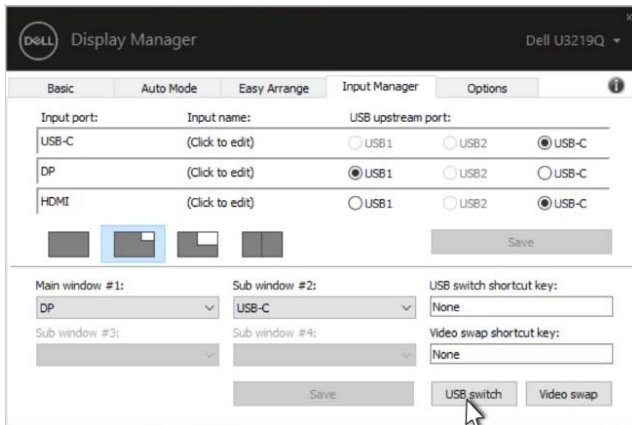 DELL Display Manager Dell U3219Q
Basic Auto Mode Easy Arrange Input Manager Options
Input port: Input name: USB upstream port:
USB-C (Click to edit) USB1 USB2 USB-C
DP (Click to edit) USB1 USB2 USB-C
HDMI (Click to edit) USB1 USB2 USB-C
Save
Main window #1: Sub window #2: USB switch shortcut key:
DP USB-C None
Sub window #3: Sub window #4: Video swap shortcut key:
None
Save USB switch Video swap